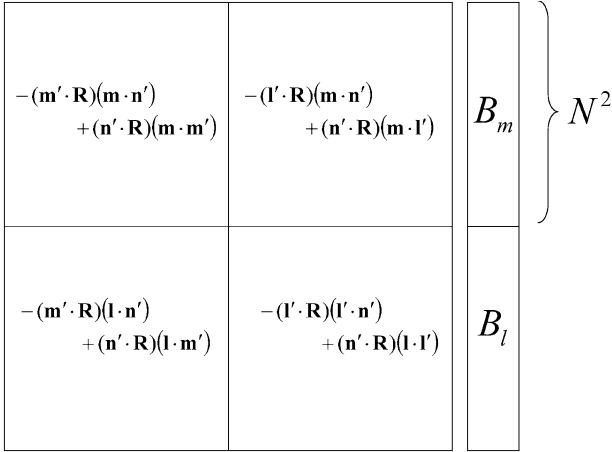 −(m′·R)(m·n′)
+(n′·R)(m·m′)
−(l′·R)(m·n′)
+(n′·R)(m·l′)
B_m
N^2
−(m′·R)(l·n′)
+(n′·R)(l·m′)
−(l′·R)(l′·n′)
+(n′·R)(l·l′)
B_l